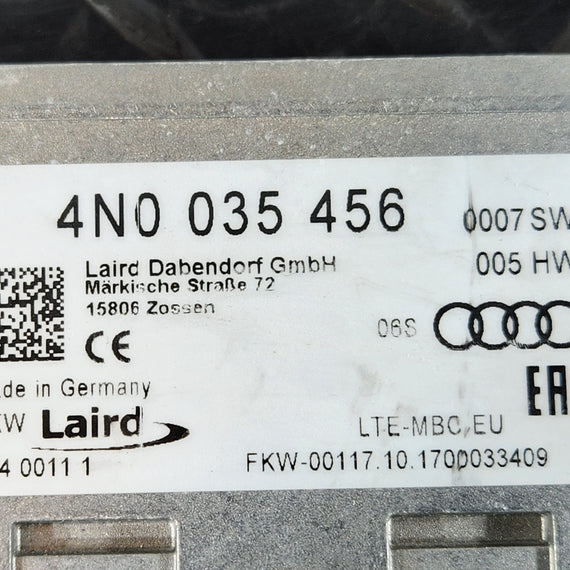 4N0 035 456
0007 SW
005 HW
Laird Dabendorf GmbH
Märkische Straße 72
15806 Zossen
06S
CE
in Germany
EA
Laird
LTE-MBC EU
4 0011 1
FKW-00117.10.1700033409